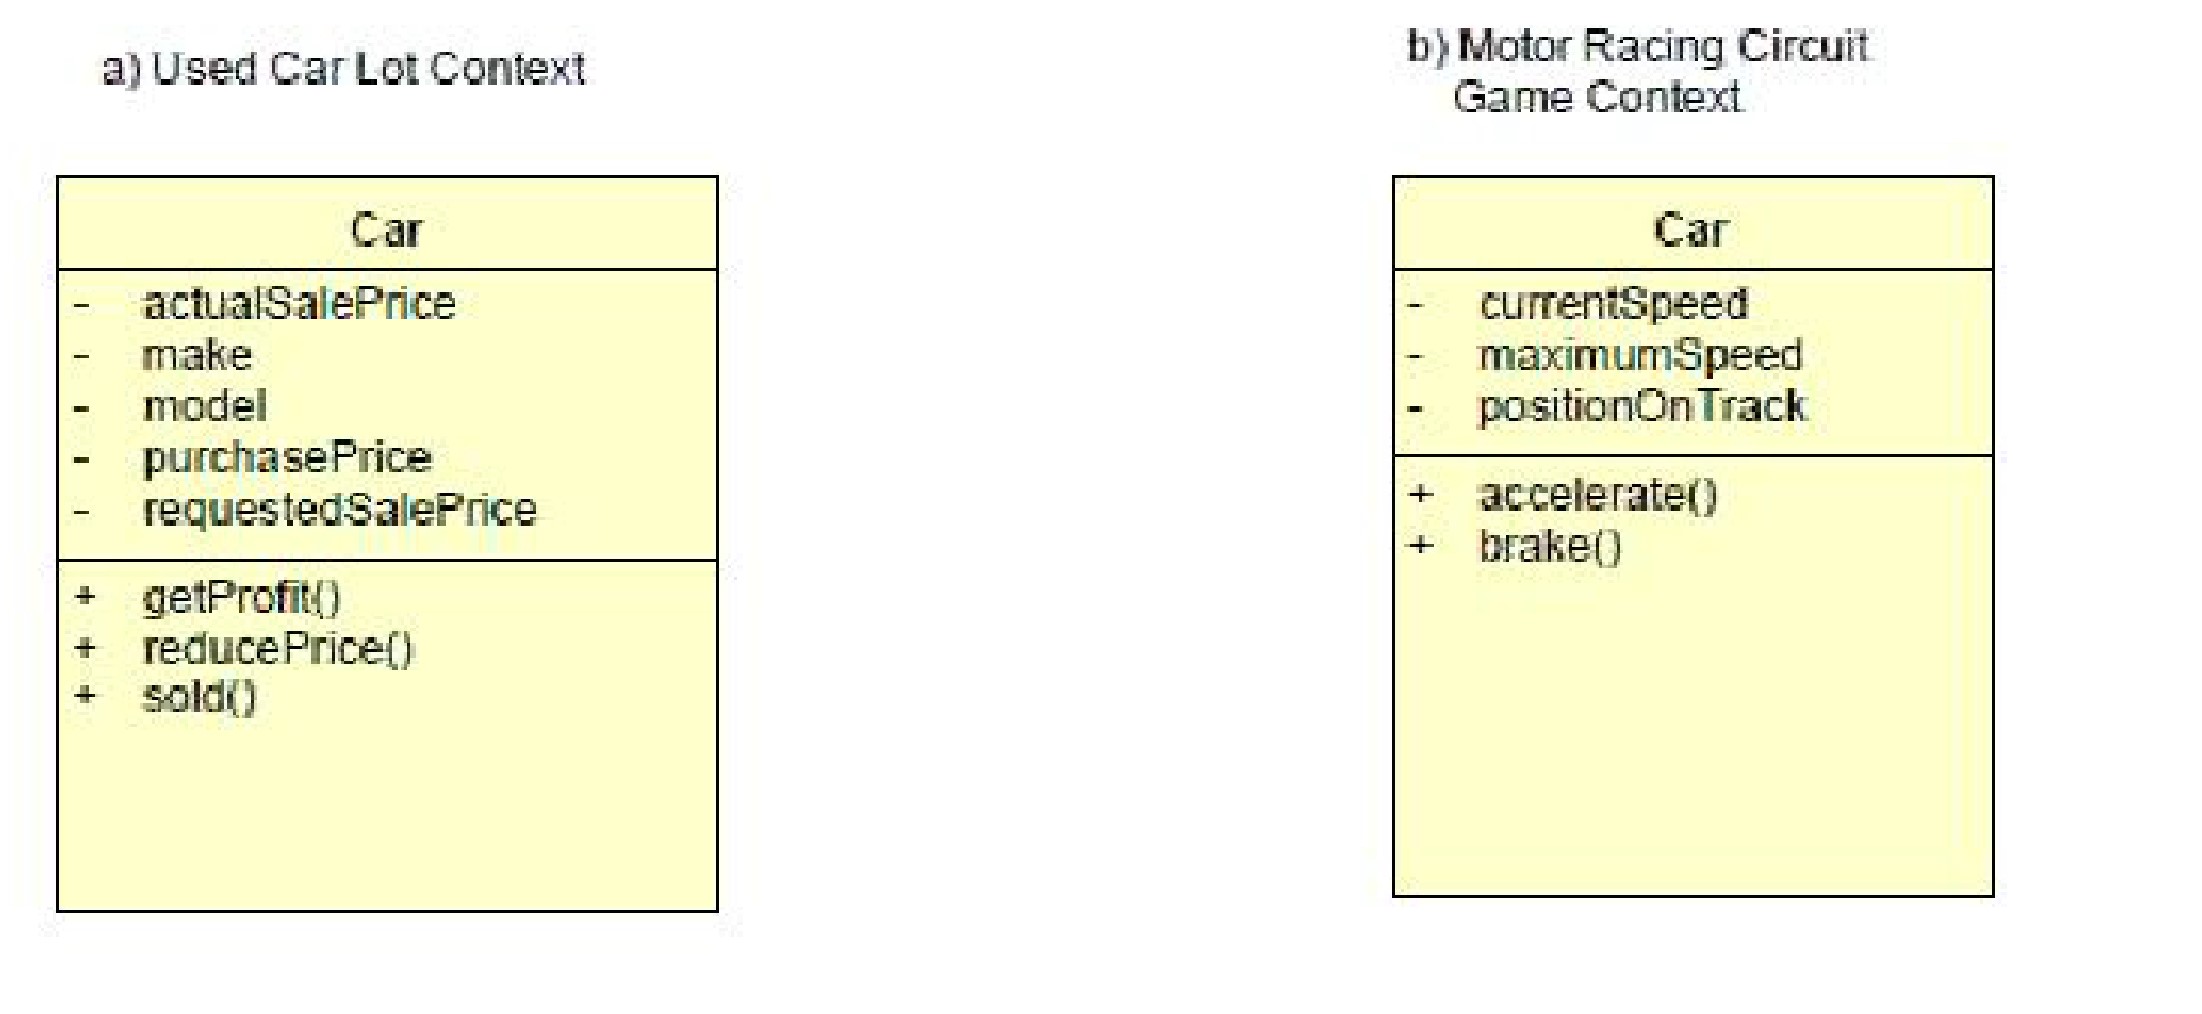 a) Used Car Lot Context
Car
- actualSalePrice
- make
- model
- purchasePrice
- requestedSalePrice
+ getProfit()
+ reducePrice()
+ sold()
b) Motor Racing Circuit
Game Context
Car
- currentSpeed
- maximumSpeed
- positionOnTrack
+ accelerate()
+ brake()